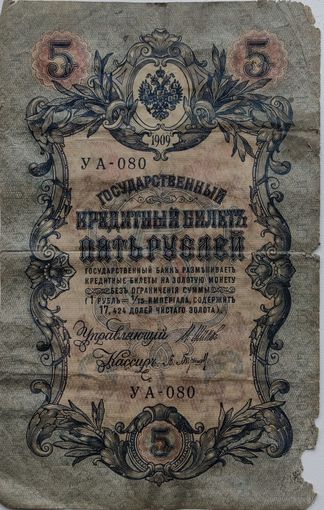 5 5
1909
УА-080
ГОСУДАРСТВЕННЫЙ
КРЕДИТНЫЙ БИЛЕТЪ
ПЯТЬ РУБЛЕЙ
ГОСУДАРСТВЕННЫЙ БАНКЪ РАЗМѢНИВАЕТЪ
КРЕДИТНЫЕ БИЛЕТЫ НА ЗОЛОТУЮ МОНЕТУ
БЕЗЪ ОГРАНИЧЕНІЯ СУММЫ
(1 РУБЛЬ = 1/15 ИМПЕРІАЛА, СОДЕРЖИТЪ
17,424 ДОЛЕЙ ЧИСТАГО ЗОЛОТА).
Управляющій
Кассиръ
УА-080
5